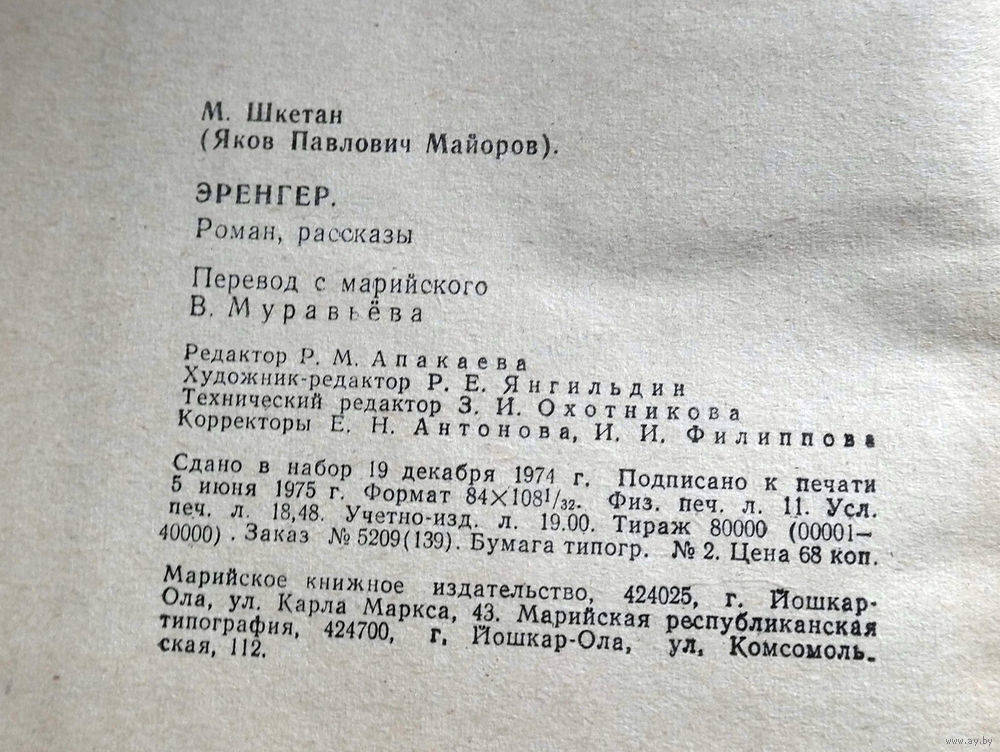 М. Шкетан
(Яков Павлович Майоров).
ЭРЕНГЕР.
Роман, рассказы
Перевод с марийского
В. Муравьёва
Редактор Р. М. Апакаева
Художник-редактор Р. Е. Янгильдин
Технический редактор З. И. Охотникова
Корректоры Е. Н. Антонова, И. И. Филиппова
Сдано в набор 19 декабря 1974 г. Подписано к печати
5 июня 1975 г. Формат 84×108¹/₃₂. Физ. печ. л. 11. Усл.
печ. л. 18,48. Учетно-изд. л. 19.00. Тираж 80000 (00001—
40000) . Заказ № 5209(139). Бумага типогр. № 2. Цена 68 коп.
Марийское книжное издательство, 424025, г. Йошкар-
Ола, ул. Карла Маркса, 43. Марийская республиканская
типография, 424700, г. Йошкар-Ола, ул. Комсомоль-
ская, 112.
www.ay.by